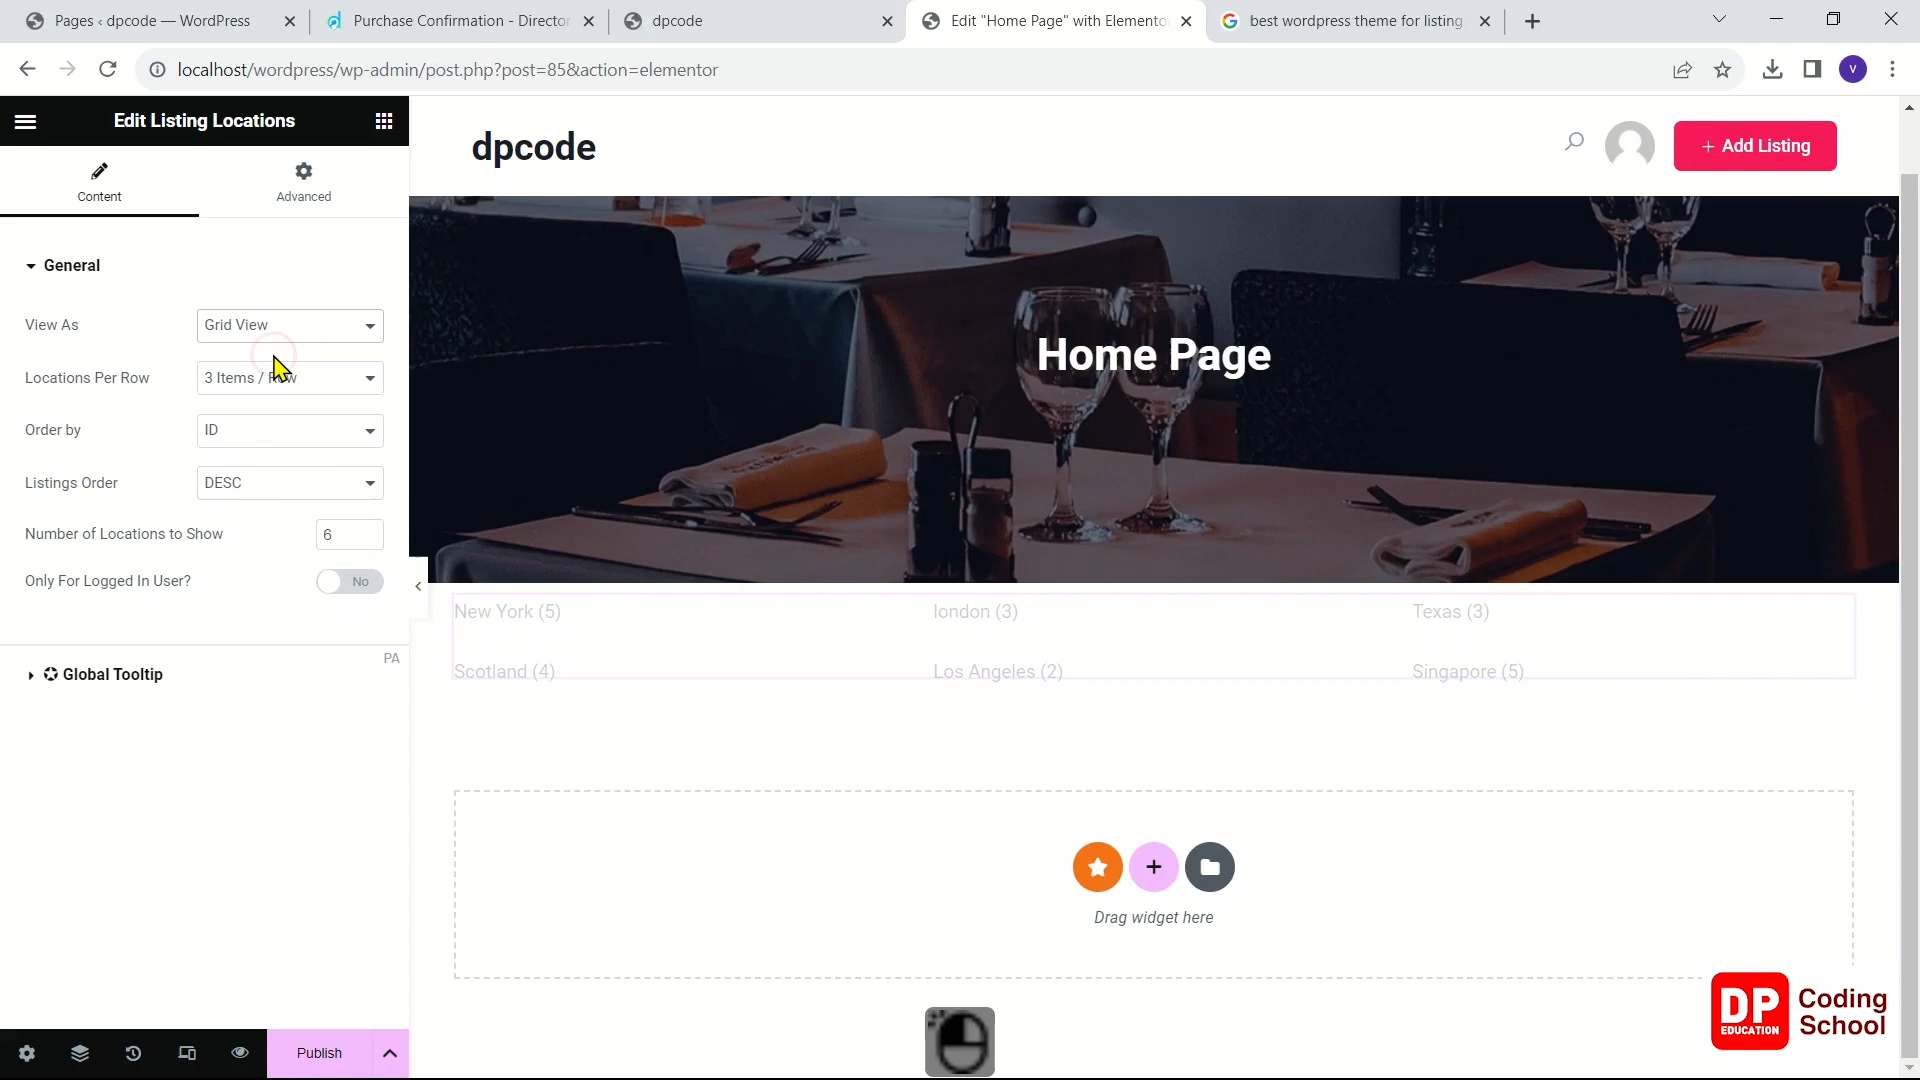 Pages ‹ dpcode — WordPress
Purchase Confirmation - Director
dpcode
Edit "Home Page" with Elemento
best wordpress theme for listing
localhost/wordpress/wp-admin/post.php?post=85&action=elementor
V
Edit Listing Locations
Content
Advanced
dpcode
+ Add Listing
Home Page
General
View As
Grid View
Locations Per Row
3 Items / Row
Order by
ID
Listings Order
DESC
Number of Locations to Show
6
Only For Logged In User?
No
PA
Global Tooltip
New York (5)
london (3)
Texas (3)
Scotland (4)
Los Angeles (2)
Singapore (5)
Drag widget here
Publish
DP
EDUCATION
Coding
School